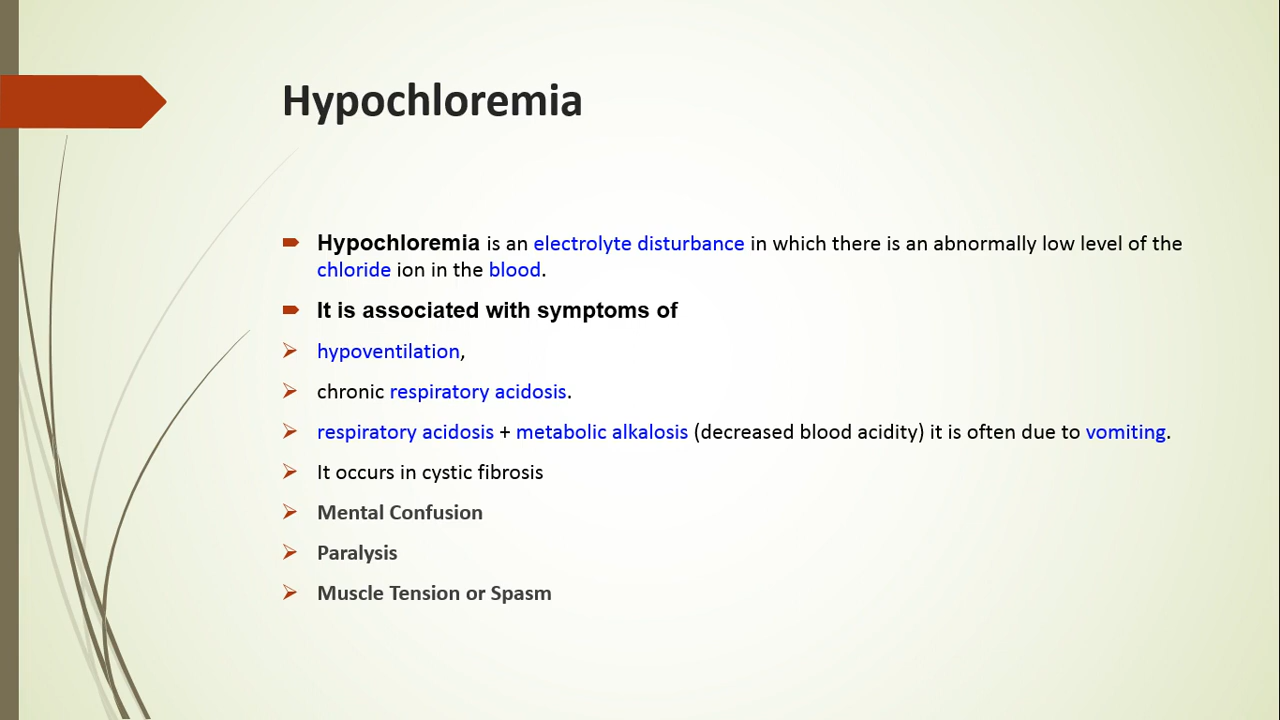 Hypochloremia
Hypochloremia is an electrolyte disturbance in which there is an abnormally low level of the
chloride ion in the blood.
It is associated with symptoms of
hypoventilation,
chronic respiratory acidosis.
respiratory acidosis + metabolic alkalosis (decreased blood acidity) it is often due to vomiting.
It occurs in cystic fibrosis
Mental Confusion
Paralysis
Muscle Tension or Spasm